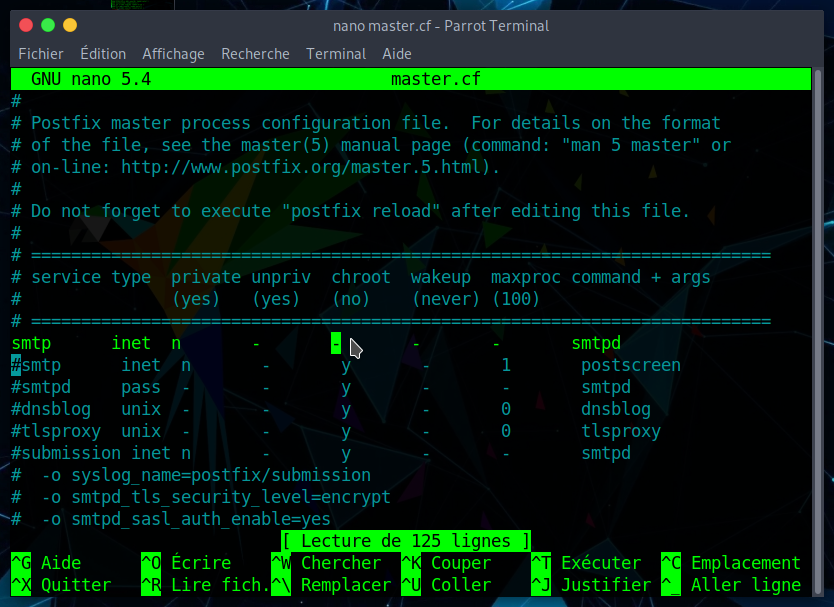 nano master.cf - Parrot Terminal
Fichier Édition Affichage Recherche Terminal Aide
GNU nano 5.4 master.cf
#
# Postfix master process configuration file.  For details on the format
# of the file, see the master(5) manual page (command: "man 5 master" or
# on-line: http://www.postfix.org/master.5.html).
#
# Do not forget to execute "postfix reload" after editing this file.
#
# ==========================================================================
# service type  private unpriv  chroot  wakeup  maxproc command + args
#               (yes)   (yes)   (no)    (never) (100)
# ==========================================================================
smtp      inet  n       -       -       -       -       smtpd
#smtp      inet  n       -       y       -       1       postscreen
#smtpd     pass  -       -       y       -       -       smtpd
#dnsblog   unix  -       -       y       -       0       dnsblog
#tlsproxy  unix  -       -       y       -       0       tlsproxy
#submission inet n       -       y       -       -       smtpd
#  -o syslog_name=postfix/submission
#  -o smtpd_tls_security_level=encrypt
#  -o smtpd_sasl_auth_enable=yes
[ Lecture de 125 lignes ]
^G Aide ^O Écrire ^W Chercher ^K Couper ^T Exécuter ^C Emplacement
^X Quitter ^R Lire fich. ^\ Remplacer ^U Coller ^J Justifier ^_ Aller ligne